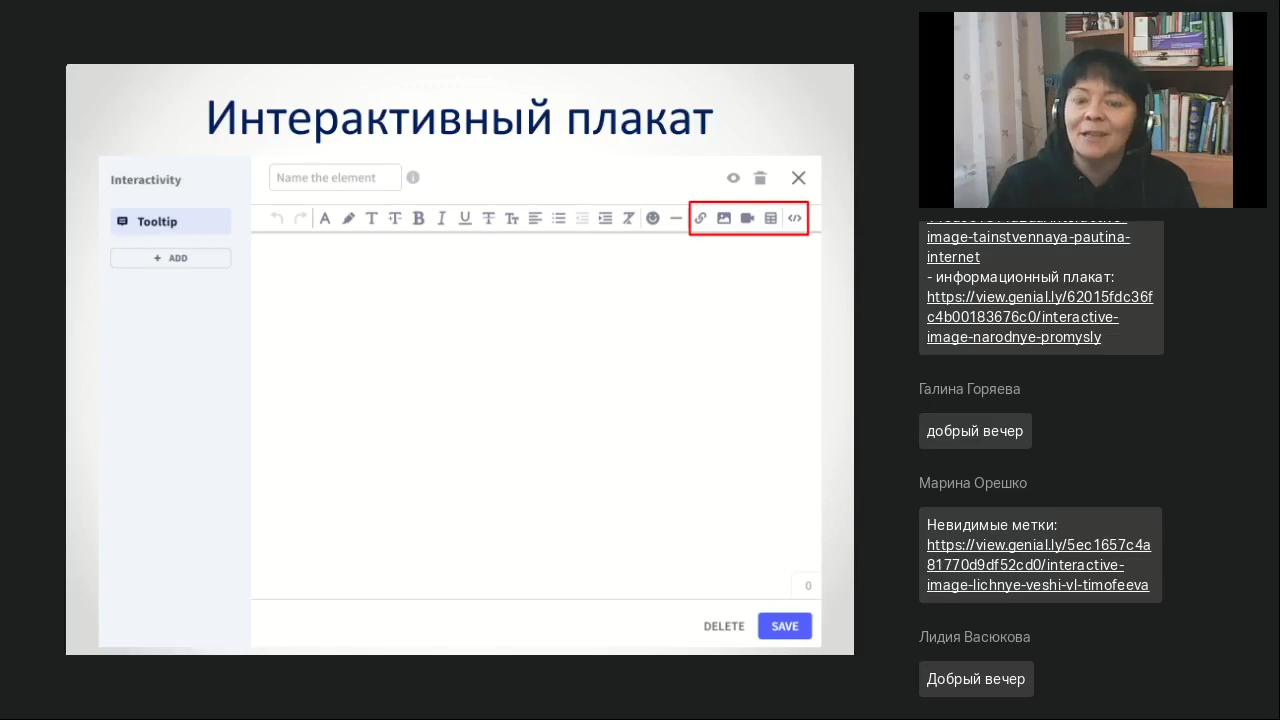 Интерактивный плакат
Interactivity
Name the element
Tooltip
+ ADD
0
DELETE
SAVE
image-tainstvennaya-pautina-
internet
- информационный плакат:
https://view.genial.ly/62015fdc36f
c4b00183676c0/interactive-
image-narodnye-promysly
Галина Горяева
добрый вечер
Марина Орешко
Невидимые метки:
https://view.genial.ly/5ec1657c4a
81770d9df52cd0/interactive-
image-lichnye-veshi-vl-timofeeva
Лидия Васюкова
Добрый вечер